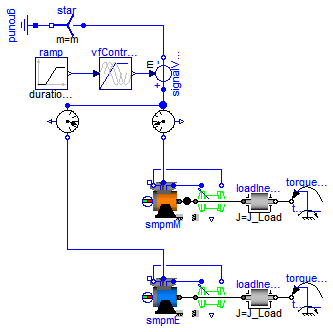 star
ground
m=m
ramp
vfContr...
m
signalV...
duratio...
+
loadIne...
torque...
smpmM
J=J_Load
t...
loadIne...
torque...
smpmE
J=J_Load
t...